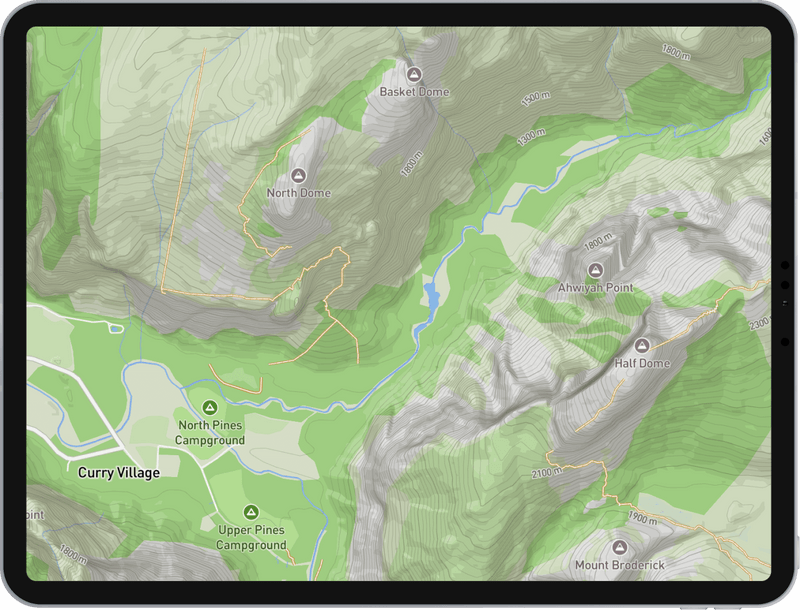 1800 m
Basket Dome
1500 m
1300 m
1600
1800 m
North Dome
1800 m
Ahwiyah Point
2300
Half Dome
North Pines
Campground
Curry Village
2100 m
oint
1900 m
Upper Pines
Campground
1800 m
Mount Broderick